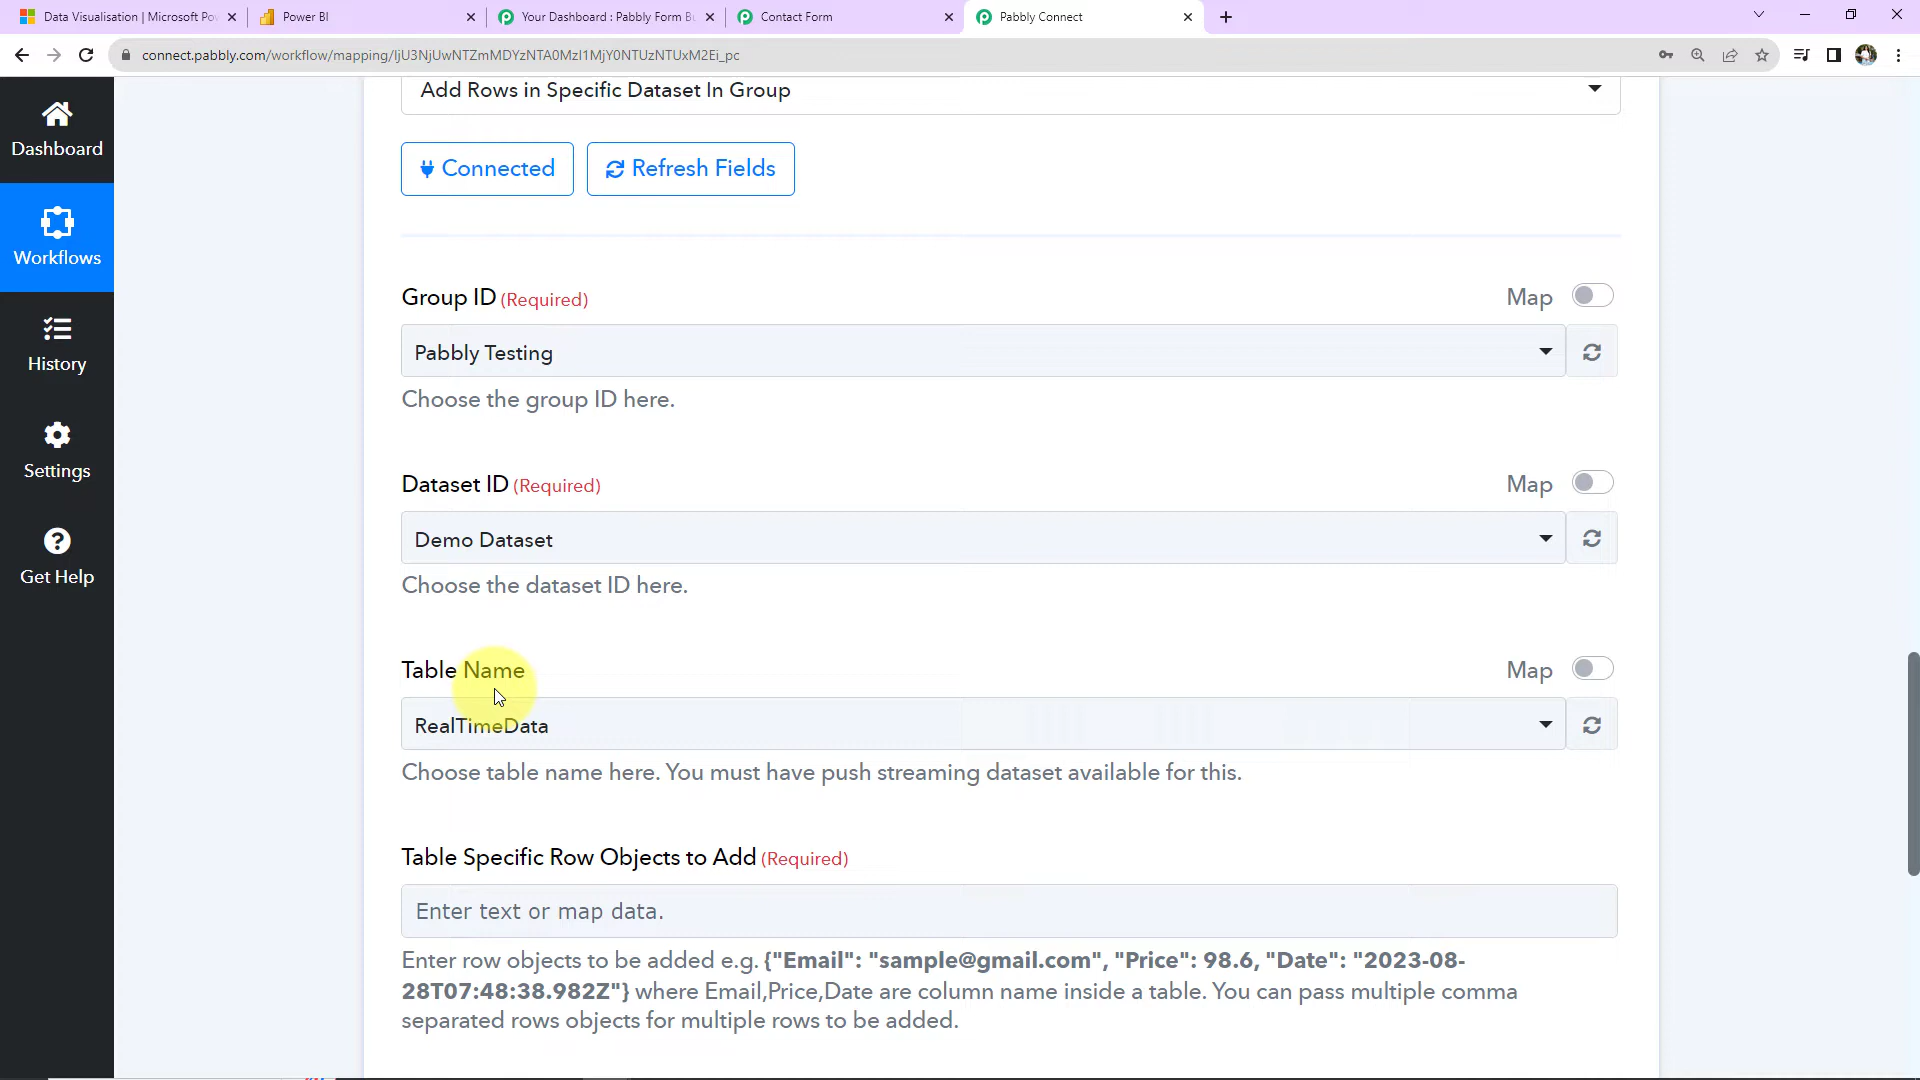 Data Visualisation | Microsoft Po
Power BI
Your Dashboard : Pabbly Form Bu
Contact Form
Pabbly Connect
connect.pabbly.com/workflow/mapping/IjU3NjUwNTZmMDYzNTA0MzI1MjY0NTUzNTUxM2Ei_pc
Add Rows in Specific Dataset In Group
Dashboard
Connected
Refresh Fields
Workflows
Group ID (Required)
Map
Pabbly Testing
History
Choose the group ID here.
Settings
Dataset ID (Required)
Map
Demo Dataset
Get Help
Choose the dataset ID here.
Table Name
Map
RealTimeData
Choose table name here. You must have push streaming dataset available for this.
Table Specific Row Objects to Add (Required)
Enter text or map data.
Enter row objects to be added e.g. {"Email": "sample@gmail.com", "Price": 98.6, "Date": "2023-08-
28T07:48:38.982Z"} where Email,Price,Date are column name inside a table. You can pass multiple comma
separated rows objects for multiple rows to be added.